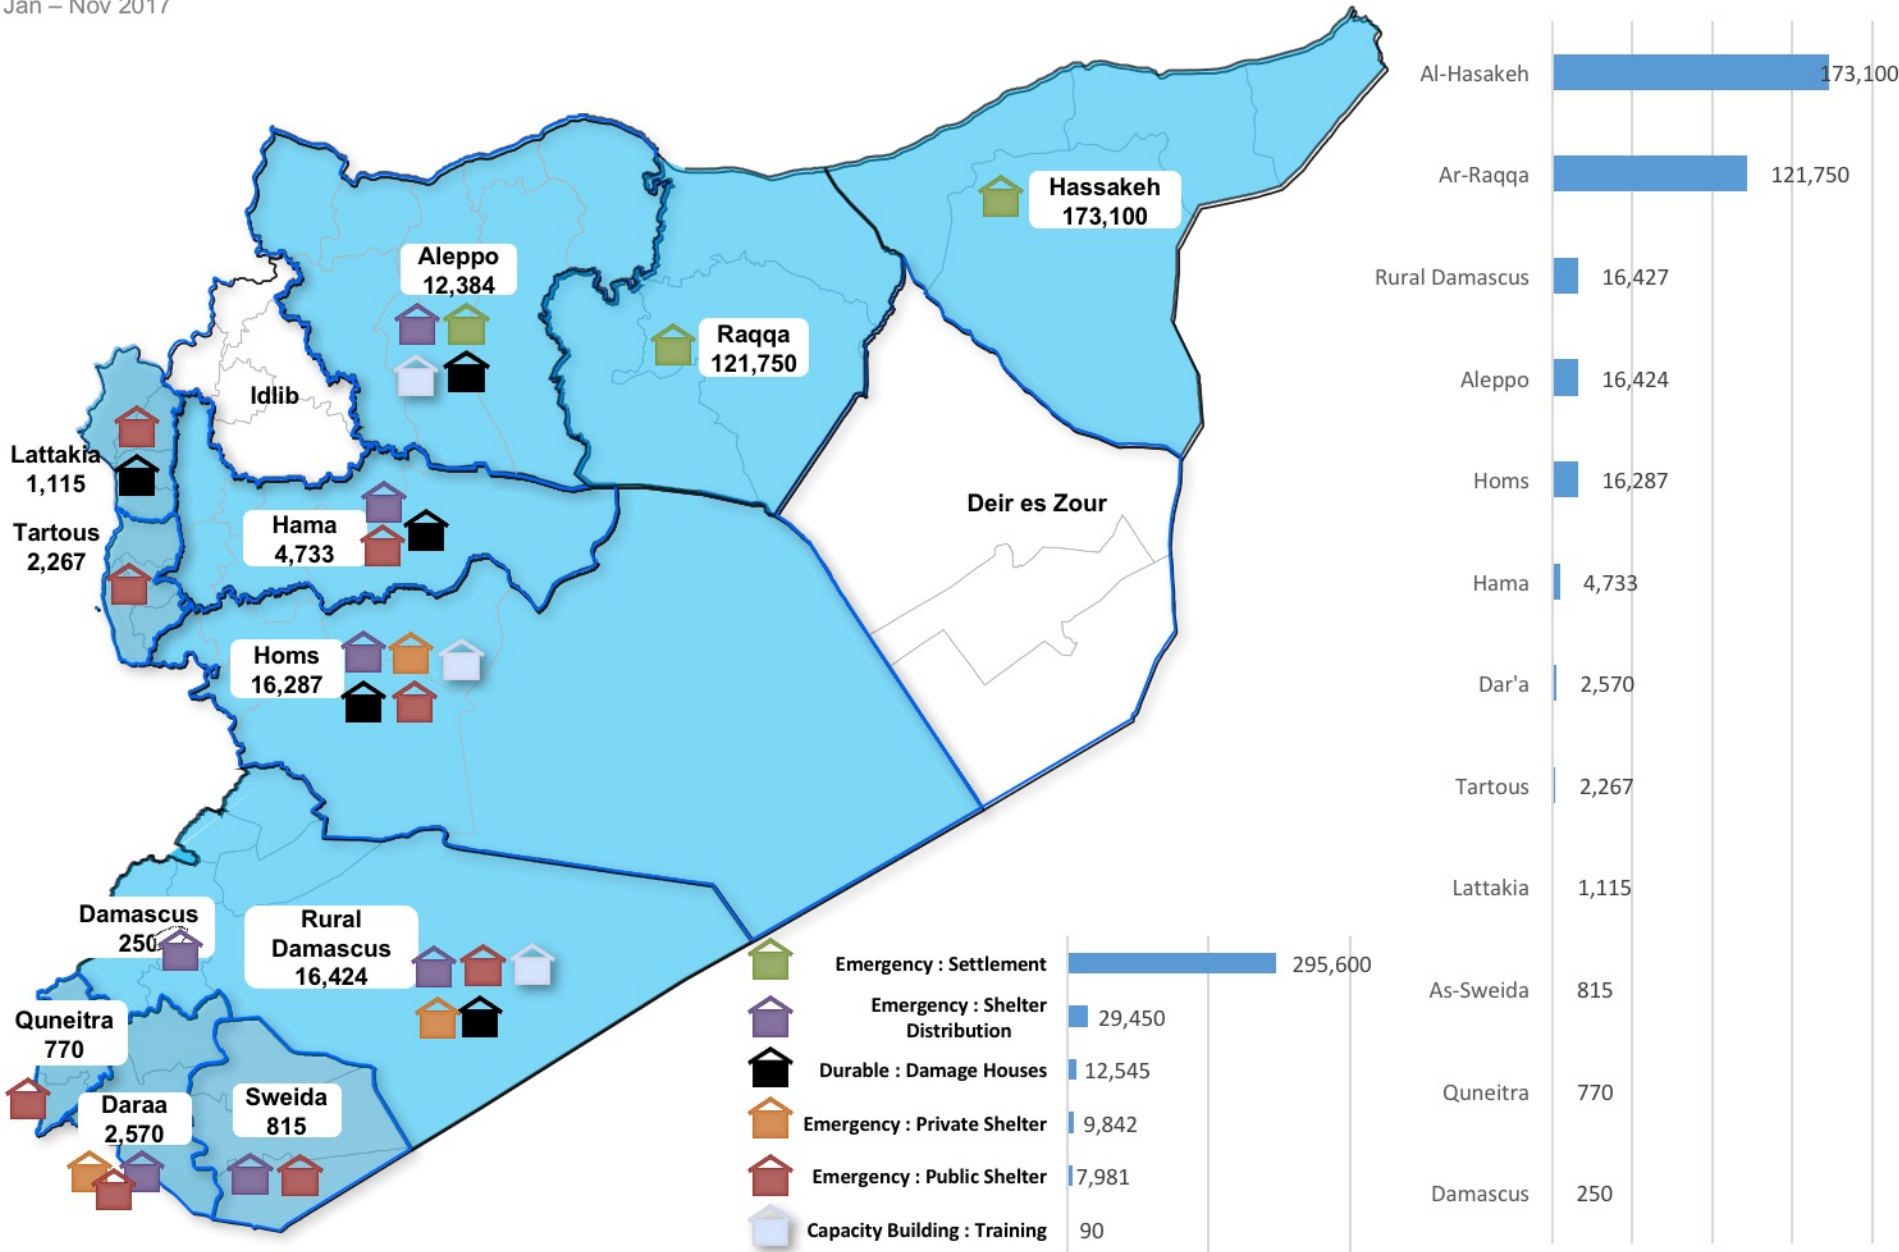 Jan – Nov 2017
Hassakeh
173,100
Aleppo
12,384
Raqqa
121,750
Idlib
Lattakia
1,115
Tartous
2,267
Hama
4,733
Deir es Zour
Homs
16,287
Damascus
250
Rural
Damascus
16,424
Quneitra
770
Daraa
2,570
Sweida
815
Emergency : Settlement
295,600
Emergency : Shelter
Distribution
29,450
Durable : Damage Houses
12,545
Emergency : Private Shelter
9,842
Emergency : Public Shelter
7,981
Capacity Building : Training
90
Al-Hasakeh
173,100
Ar-Raqqa
121,750
Rural Damascus
16,427
Aleppo
16,424
Homs
16,287
Hama
4,733
Dar'a
2,570
Tartous
2,267
Lattakia
1,115
As-Sweida
815
Quneitra
770
Damascus
250